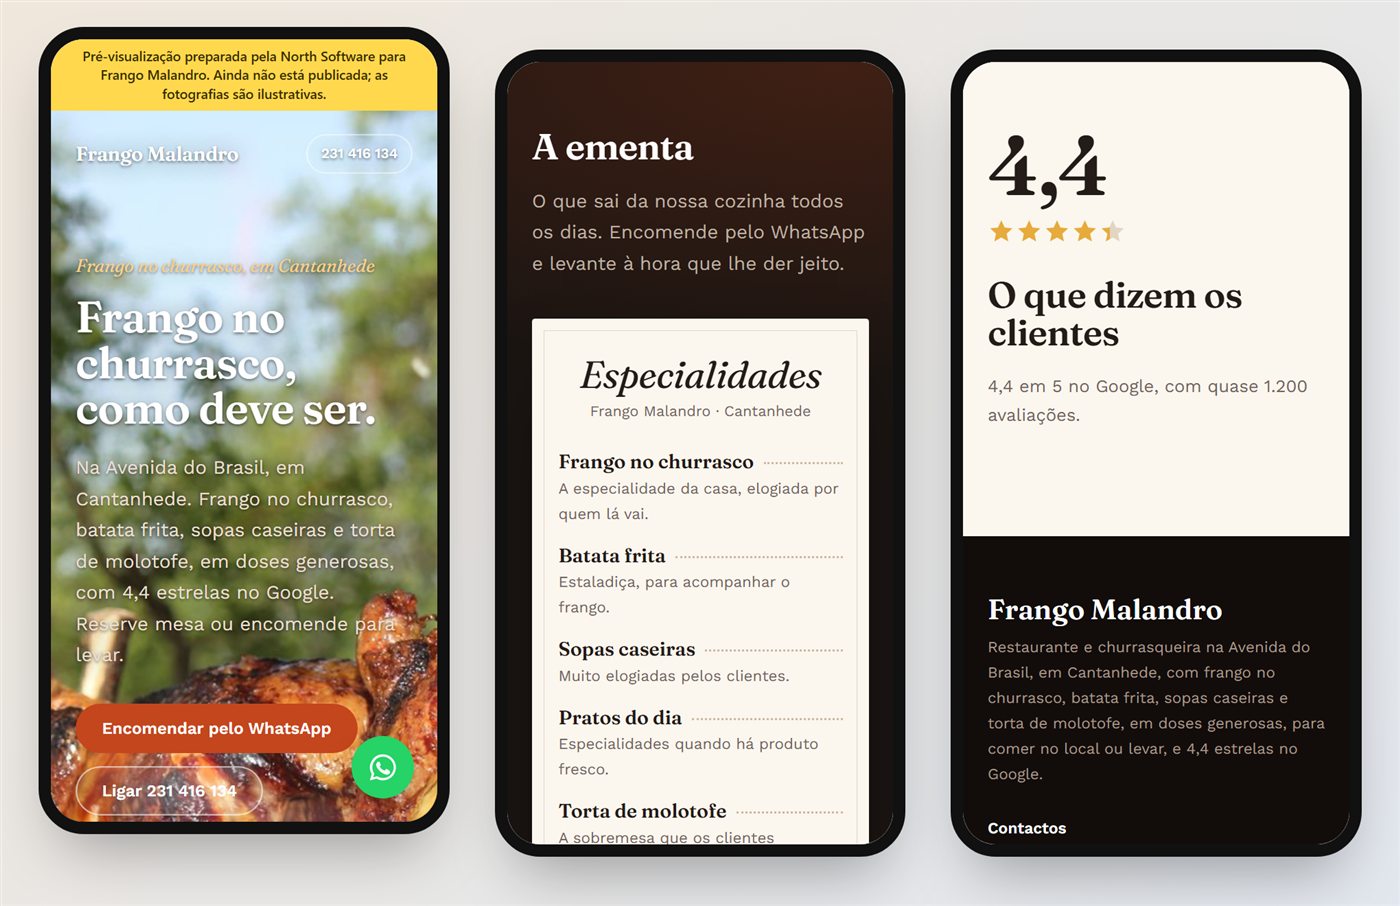 Pré-visualização preparada pela North Software para
Frango Malandro. Ainda não está publicada; as
fotografias são ilustrativas.
Frango Malandro
231 416 134
Frango no churrasco, em Cantanhede
Frango no
churrasco,
como deve ser.
Na Avenida do Brasil, em
Cantanhede. Frango no churrasco,
batata frita, sopas caseiras e torta
de molotofe, em doses generosas,
com 4,4 estrelas no Google.
Reserve mesa ou encomende para
levar.
Encomendar pelo WhatsApp
Ligar 231 416 134
A ementa
O que sai da nossa cozinha todos
os dias. Encomende pelo WhatsApp
e levante à hora que lhe der jeito.
Especialidades
Frango Malandro · Cantanhede
Frango no churrasco
A especialidade da casa, elogiada por
quem lá vai.
Batata frita
Estaladiça, para acompanhar o
frango.
Sopas caseiras
Muito elogiadas pelos clientes.
Pratos do dia
Especialidades quando há produto
fresco.
Torta de molotofe
A sobremesa que os clientes
4,4
O que dizem os
clientes
4,4 em 5 no Google, com quase 1.200
avaliações.
Frango Malandro
Restaurante e churrasqueira na Avenida do
Brasil, em Cantanhede, com frango no
churrasco, batata frita, sopas caseiras e
torta de molotofe, em doses generosas, para
comer no local ou levar, e 4,4 estrelas no
Google.
Contactos